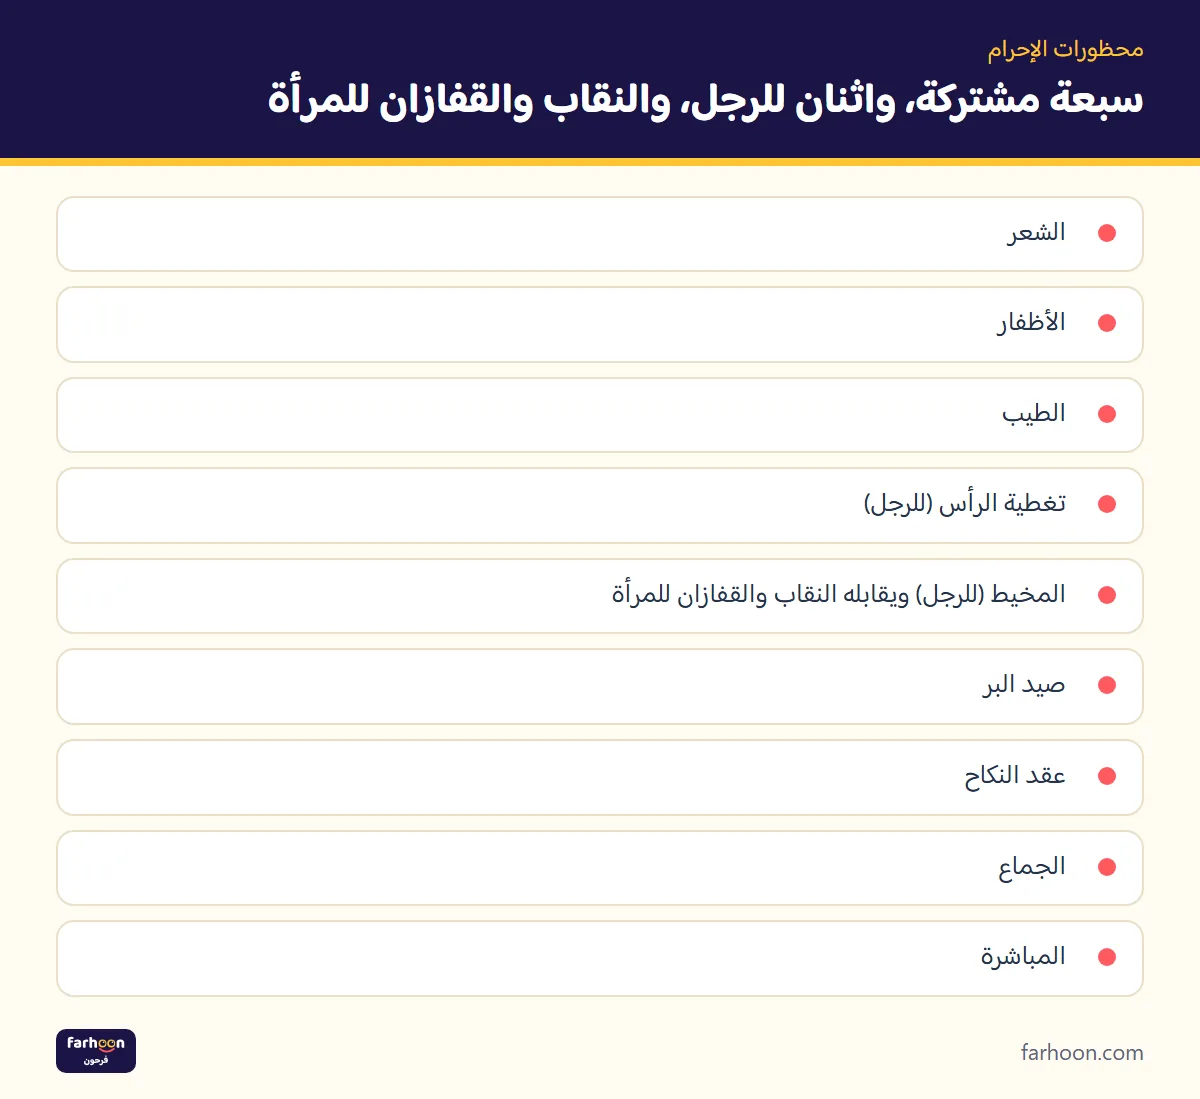 محظورات الإحرام
سبعة مشتركة، واثنان للرجل، والنقاب والقفازان للمرأة
الشعر
الأظفار
الطيب
تغطية الرأس (للرجل)
المخيط (للرجل) ويقابله النقاب والقفازان للمرأة
صيد البر
عقد النكاح
الجماع
المباشرة
farhoon.com
farhoon
فرحون